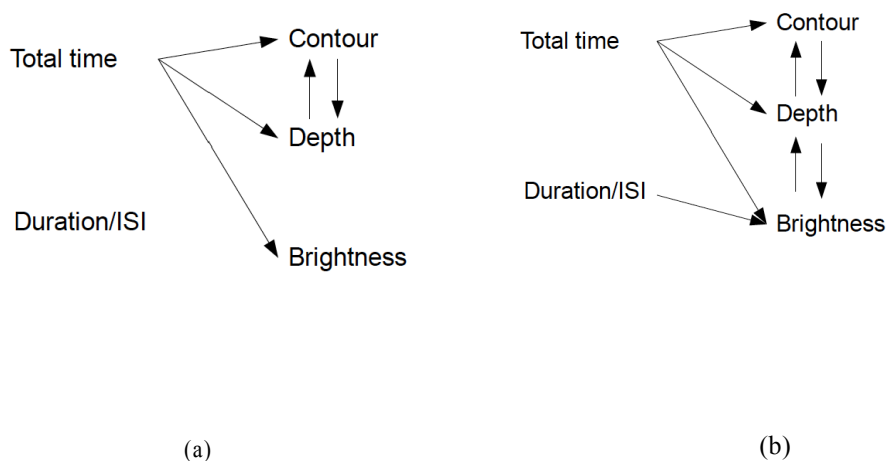 Total time
Contour
Depth
Duration/ISI
Brightness
(a)
Total time
Contour
Depth
Duration/ISI
Brightness
(b)